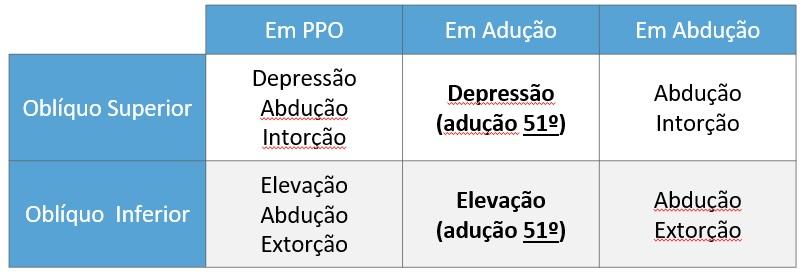 Em PPO
Em Adução
Em Abdução
Oblíquo Superior
Depressão
Abdução
Intorção
Depressão
(adução 51º)
Abdução
Intorção
Oblíquo Inferior
Elevação
Abdução
Extorção
Elevação
(adução 51º)
Abdução
Extorção